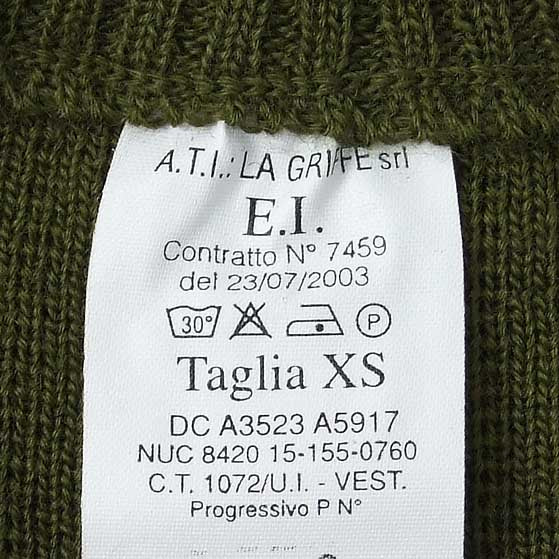 A.T.I.: LA GRIFFE srl
E.I.
Contratto N° 7459
del 23/07/2003
30° P
Taglia XS
DC A3523 A5917
NUC 8420 15-155-0760
C.T. 1072/U.I. - VEST.
Progressivo P N°